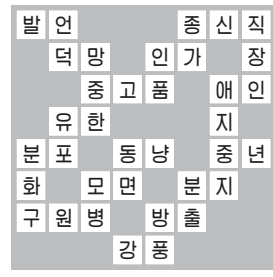 발 언 종 신 직
덕 망 인 가 장
중 고 품 애 인
유 한 지
분 포 동 냥 중 년
화 모 면 분 지
구 원 병 방 출
강 풍